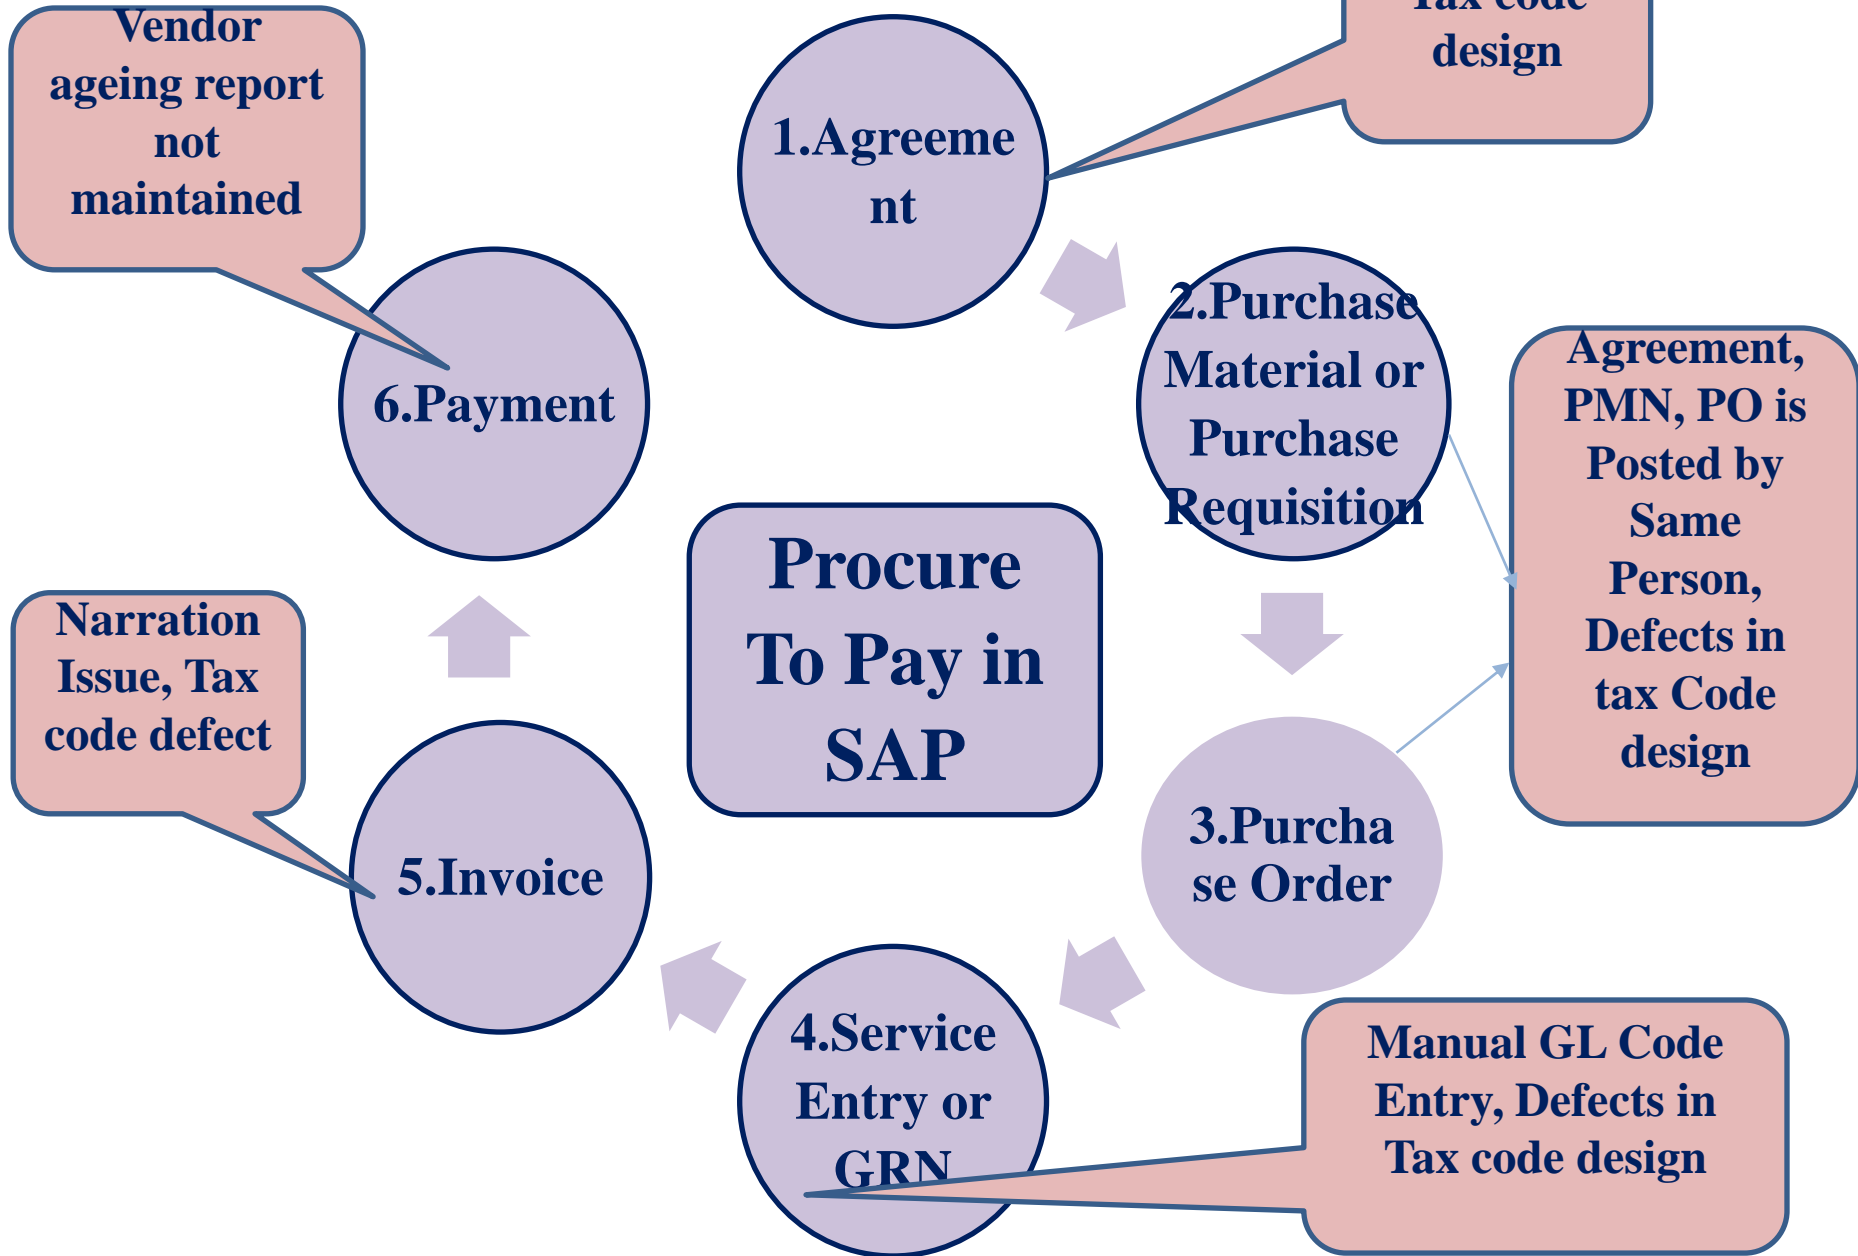 Vendor
ageing report
not
maintained
Tax code
design
1.Agreeme
nt
2.Purchase
Material or
Purchase
Requisition
Agreement,
PMN, PO is
Posted by
Same
Person,
Defects in
tax Code
design
6.Payment
Procure
To Pay in
SAP
Narration
Issue, Tax
code defect
3.Purcha
se Order
5.Invoice
4.Service
Entry or
GRN
Manual GL Code
Entry, Defects in
Tax code design